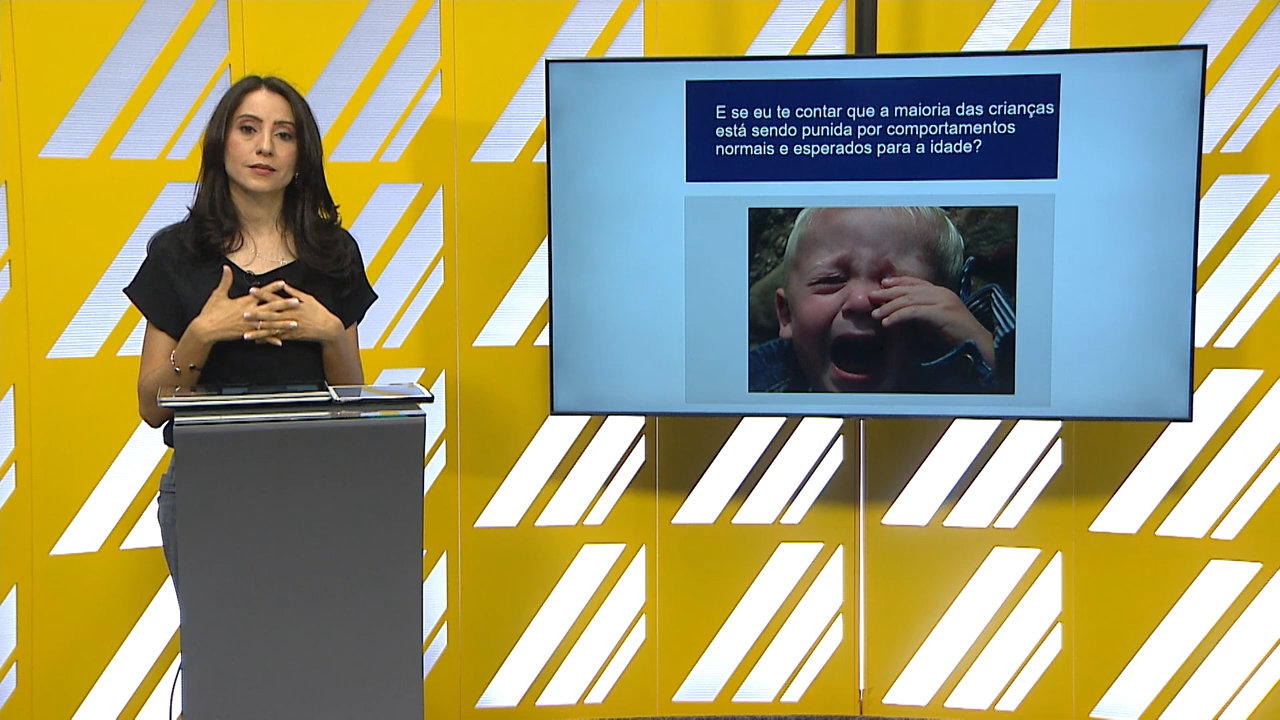 E se eu te contar que a maioria das crianças
está sendo punida por comportamentos
normais e esperados para a idade?